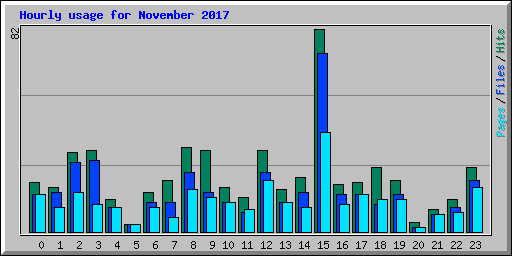 Hourly usage for November 2017
82
Pages/Files/Hits
0 1 2 3 4 5 6 7 8 9 10 11 12 13 14 15 16 17 18 19 20 21 22 23